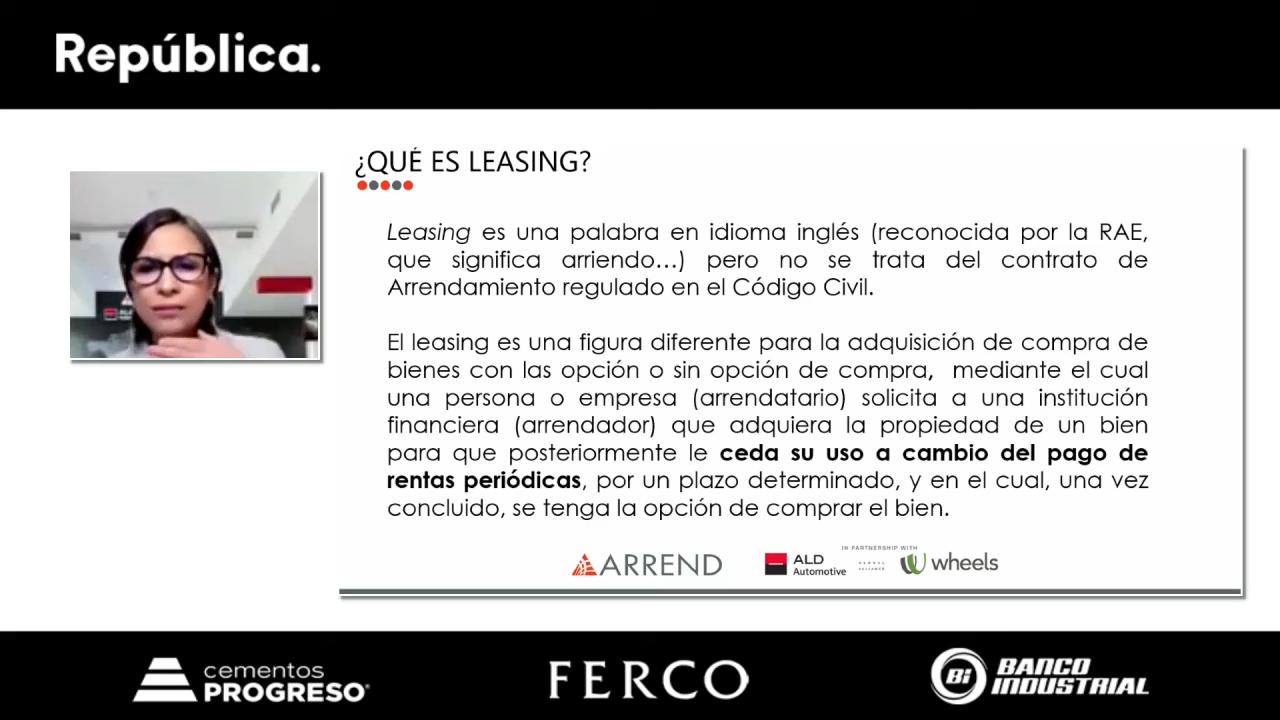 República.
¿QUÉ ES LEASING?
Leasing es una palabra en idioma inglés (reconocida por la RAE,
que significa arriendo...) pero no se trata del contrato de
Arrendamiento regulado en el Código Civil.
El leasing es una figura diferente para la adquisición de compra de
bienes con las opción o sin opción de compra, mediante el cual
una persona o empresa (arrendatario) solicita a una institución
financiera (arrendador) que adquiera la propiedad de un bien
para que posteriormente le ceda su uso a cambio del pago de
rentas periódicas, por un plazo determinado, y en el cual, una vez
concluido, se tenga la opción de comprar el bien.
ARREND
ALD
Automotive
IN PARTNERSHIP WITH
GLOBAL
ALLIANCE
wheels
cementos
PROGRESO
FERCO
Bi
BANCO
INDUSTRIAL